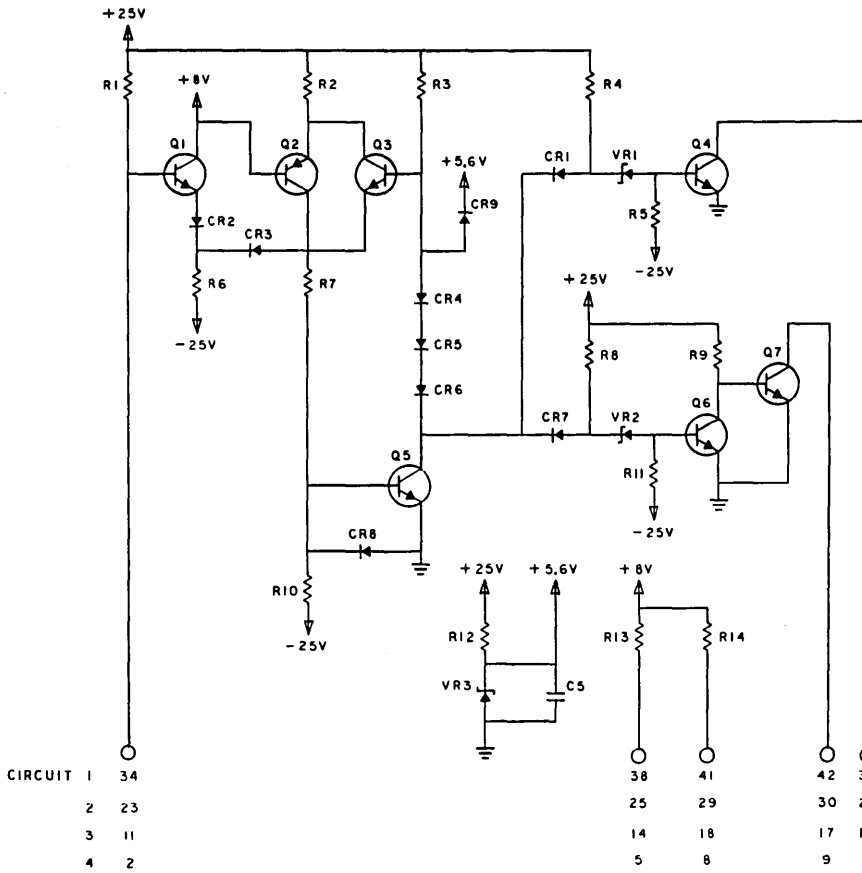 +25V
R1
+8V
R2
R3
R4
Q1
Q2
Q3
+5.6V
CR1
VR1
Q4
CR2
CR3
CR9
R5
-25V
R6
R7
-25V
CR4
+25V
CR5
R8
R9
Q7
CR6
CR7
VR2
Q6
Q5
R11
-25V
CR8
R10
-25V
+25V
+5.6V
+8V
R12
R13
R14
VR3
C5
CIRCUIT 1 34 38 41 42
2 23 25 29 30
3 11 14 18 17
4 2 5 8 9